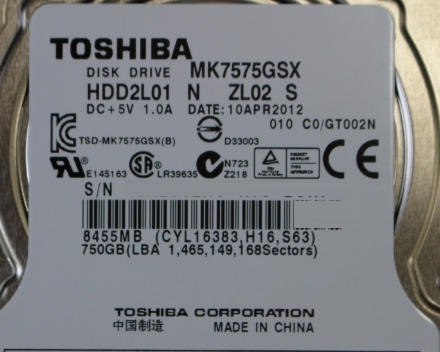 TOSHIBA
DISK DRIVE MK7575GSX
HDD2L01 N ZL02 S
DC+5V 1.0A DATE:10APR2012
010 C0/GT002N
TSD-MK7575GSX(B) D33003
E145163 LR39635 N723
Z218
S/N
8455MB (CYL16383,H16,S63)
750GB(LBA 1,465,149,168Sectors)
TOSHIBA CORPORATION
中国制造 MADE IN CHINA